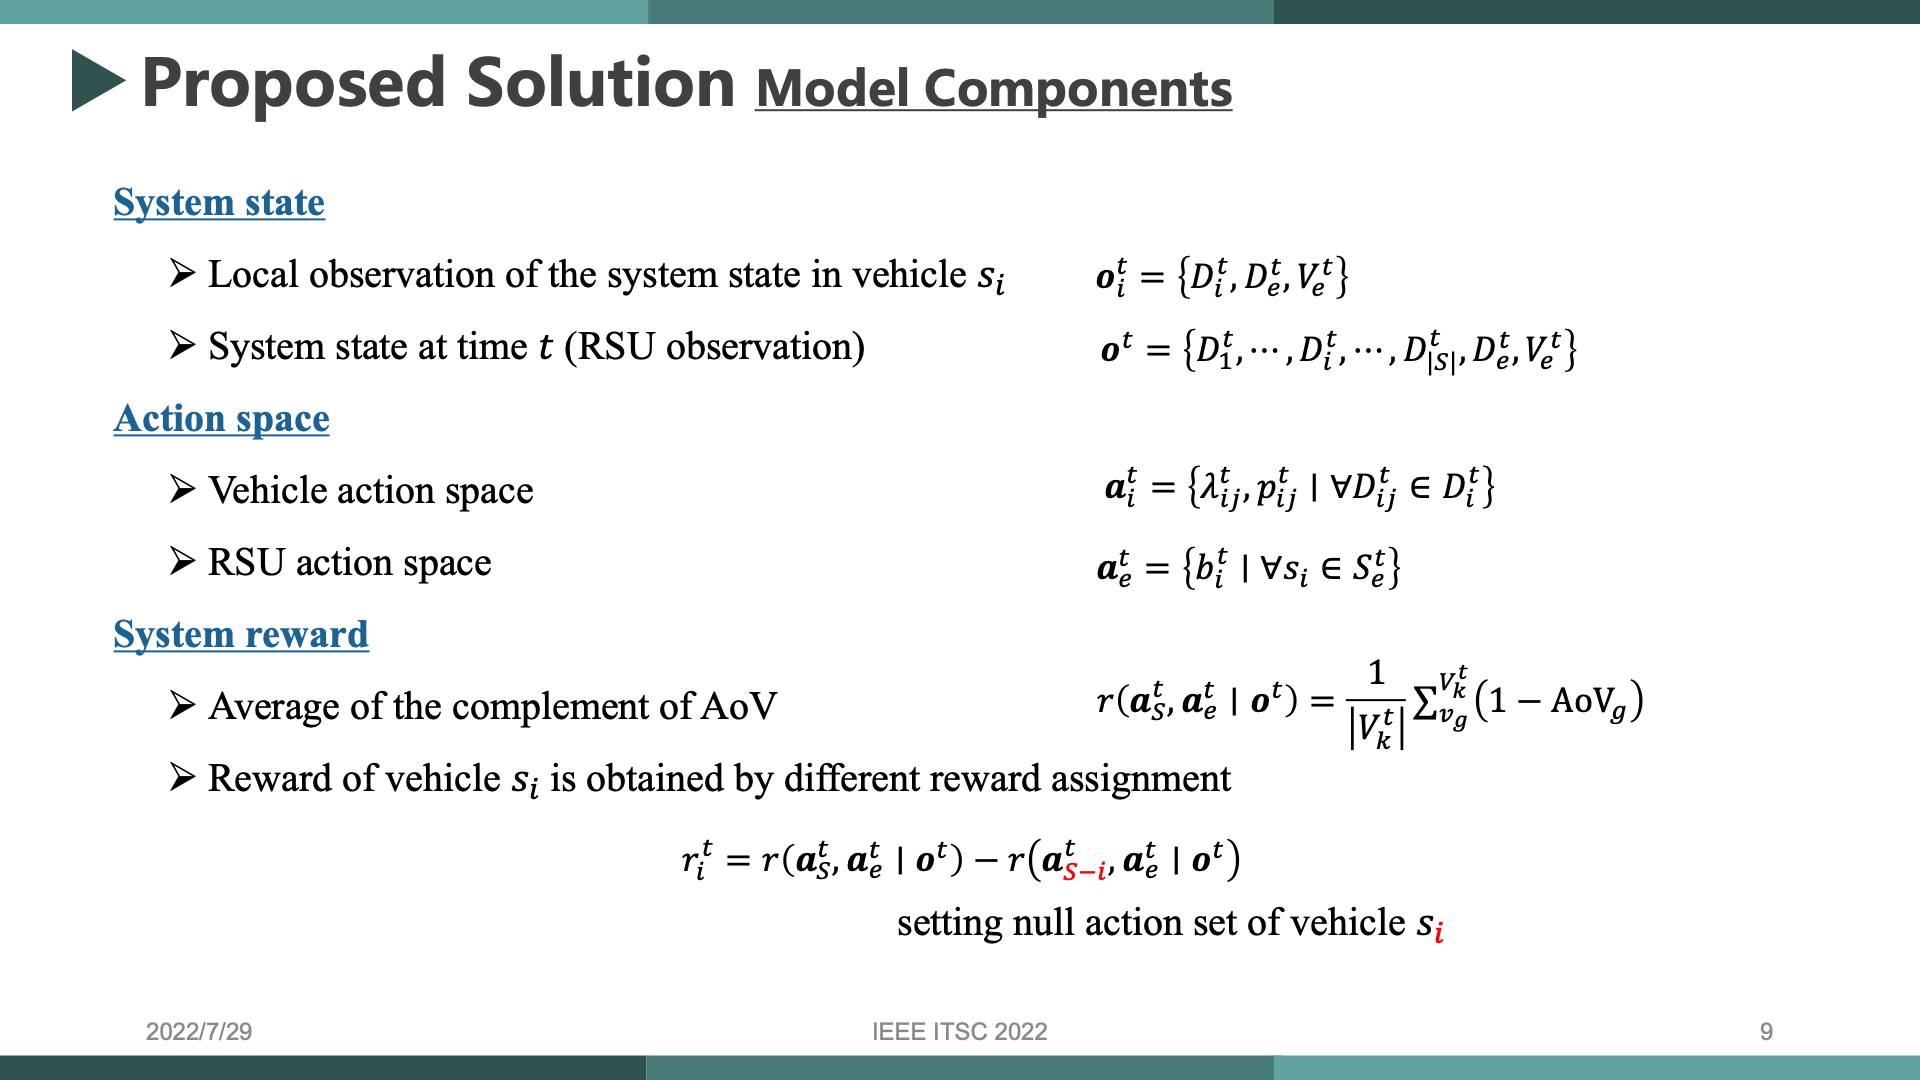 Proposed Solution Model Components
System state
➢ Local observation of the system state in vehicle $s_i$ $\boldsymbol{o}_i^t = \{D_i^t, D_e^t, V_e^t\}$
➢ System state at time $t$ (RSU observation) $\boldsymbol{o}^t = \{D_1^t, \cdots, D_i^t, \cdots, D_{|S|}^t, D_e^t, V_e^t\}$
Action space
➢ Vehicle action space $\boldsymbol{a}_i^t = \{\lambda_{ij}^t, p_{ij}^t \mid \forall D_{ij}^t \in D_i^t\}$
➢ RSU action space $\boldsymbol{a}_e^t = \{b_i^t \mid \forall s_i \in S_e^t\}$
System reward
➢ Average of the complement of AoV $r(\boldsymbol{a}_S^t, \boldsymbol{a}_e^t \mid \boldsymbol{o}^t) = \frac{1}{|V_k^t|} \sum_{v_g}^{V_k^t} (1 - \mathrm{AoV}_g)$
➢ Reward of vehicle $s_i$ is obtained by different reward assignment
$r_i^t = r(\boldsymbol{a}_S^t, \boldsymbol{a}_e^t \mid \boldsymbol{o}^t) - r(\boldsymbol{a}_{S-i}^t, \boldsymbol{a}_e^t \mid \boldsymbol{o}^t)$
setting null action set of vehicle $s_i$
2022/7/29 IEEE ITSC 2022 9